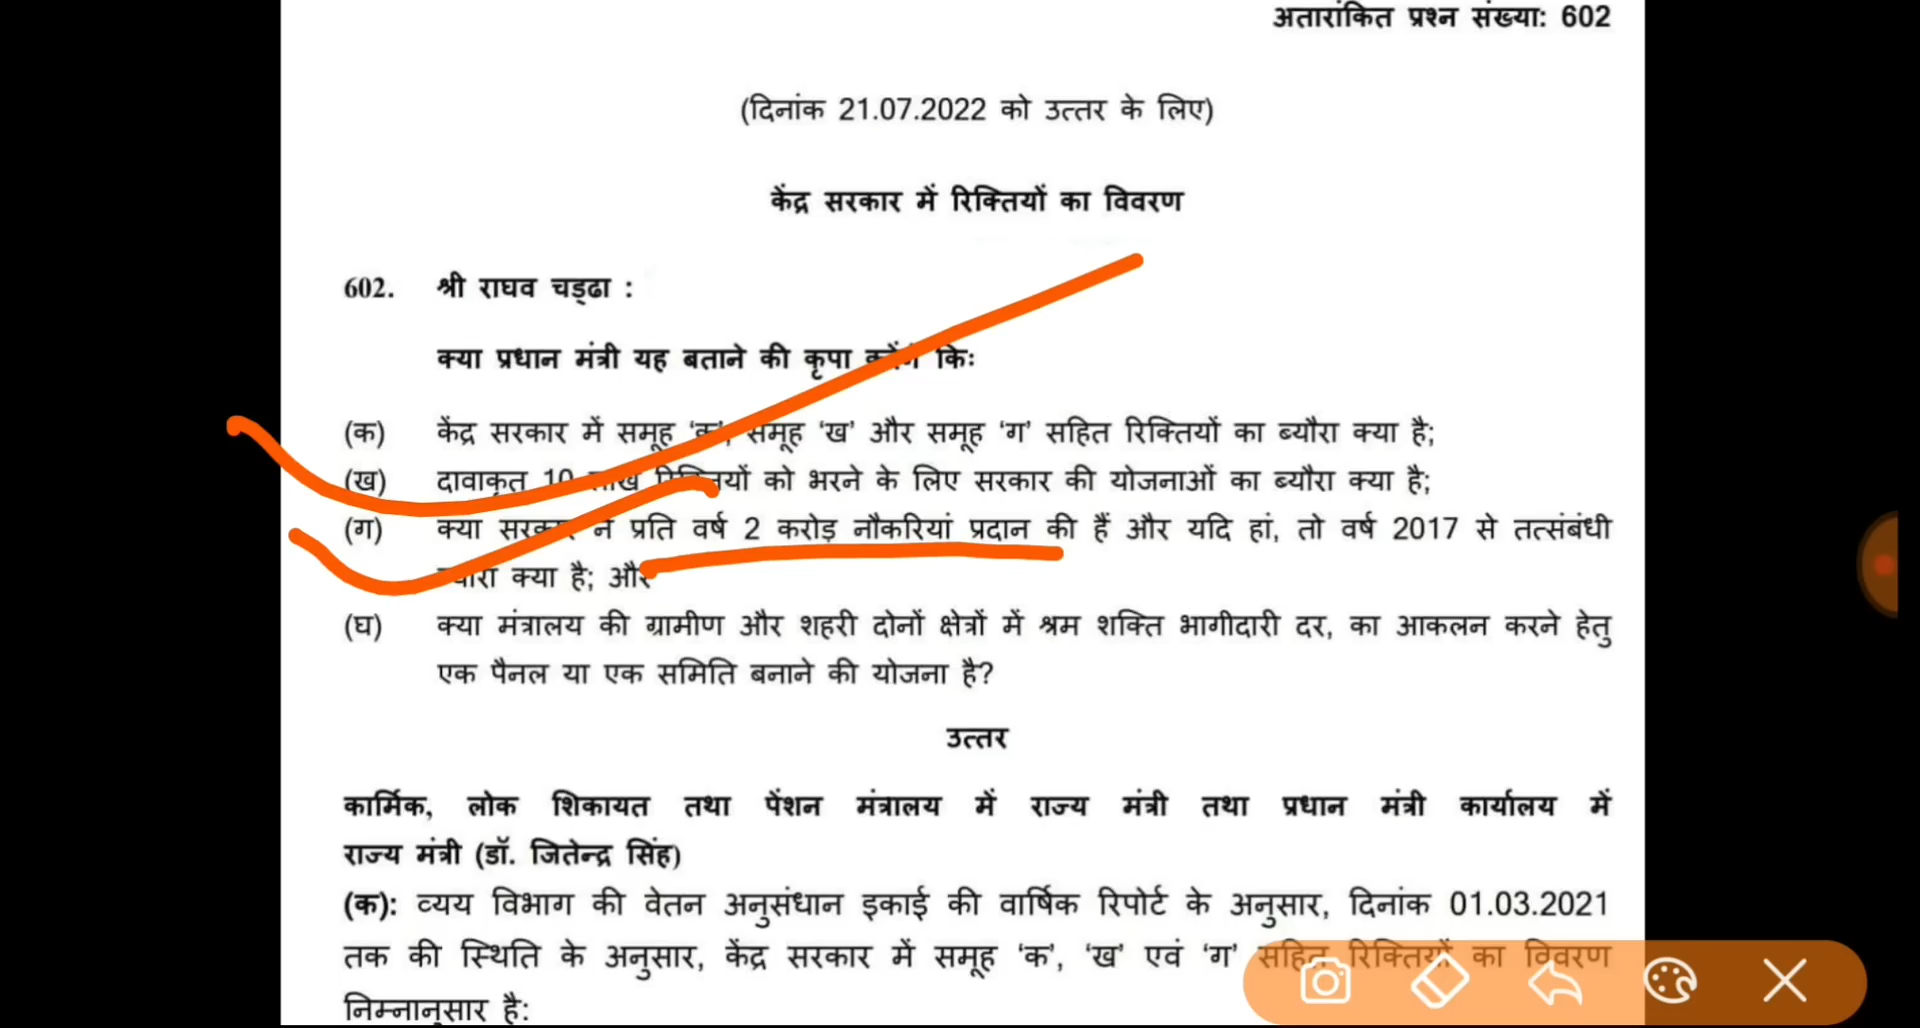 अतारांकित प्रश्न संख्या: 602
(दिनांक 21.07.2022 को उत्तर के लिए)
केंद्र सरकार में रिक्तियों का विवरण
602. श्री राघव चड्ढा :
क्या प्रधान मंत्री यह बताने की कृपा करेंगे किः
(क) केंद्र सरकार में समूह ‘क’, समूह ‘ख’ और समूह ‘ग’ सहित रिक्तियों का ब्यौरा क्या है;
(ख) दावाकृत 10 लाख रिक्तियों को भरने के लिए सरकार की योजनाओं का ब्यौरा क्या है;
(ग) क्या सरकार ने प्रति वर्ष 2 करोड़ नौकरियां प्रदान की हैं और यदि हां, तो वर्ष 2017 से तत्संबंधी
ब्यौरा क्या है; और
(घ) क्या मंत्रालय की ग्रामीण और शहरी दोनों क्षेत्रों में श्रम शक्ति भागीदारी दर, का आकलन करने हेतु
एक पैनल या एक समिति बनाने की योजना है?
उत्तर
कार्मिक, लोक शिकायत तथा पेंशन मंत्रालय में राज्य मंत्री तथा प्रधान मंत्री कार्यालय में
राज्य मंत्री (डॉ. जितेन्द्र सिंह)
(क): व्यय विभाग की वेतन अनुसंधान इकाई की वार्षिक रिपोर्ट के अनुसार, दिनांक 01.03.2021
तक की स्थिति के अनुसार, केंद्र सरकार में समूह ‘क’, ‘ख’ एवं ‘ग’ सहित रिक्तियों का विवरण
निम्नानुसार है: